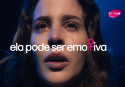 ela pode ser emo iva